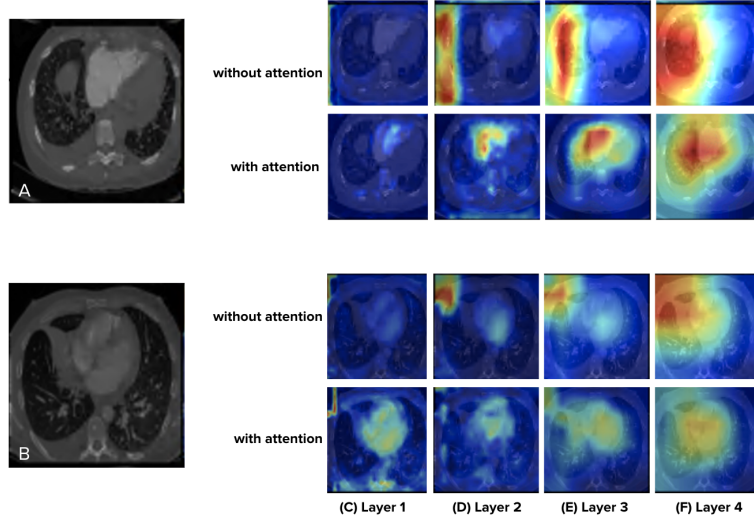 A
without attention
with attention
B
without attention
with attention
(C) Layer 1
(D) Layer 2
(E) Layer 3
(F) Layer 4